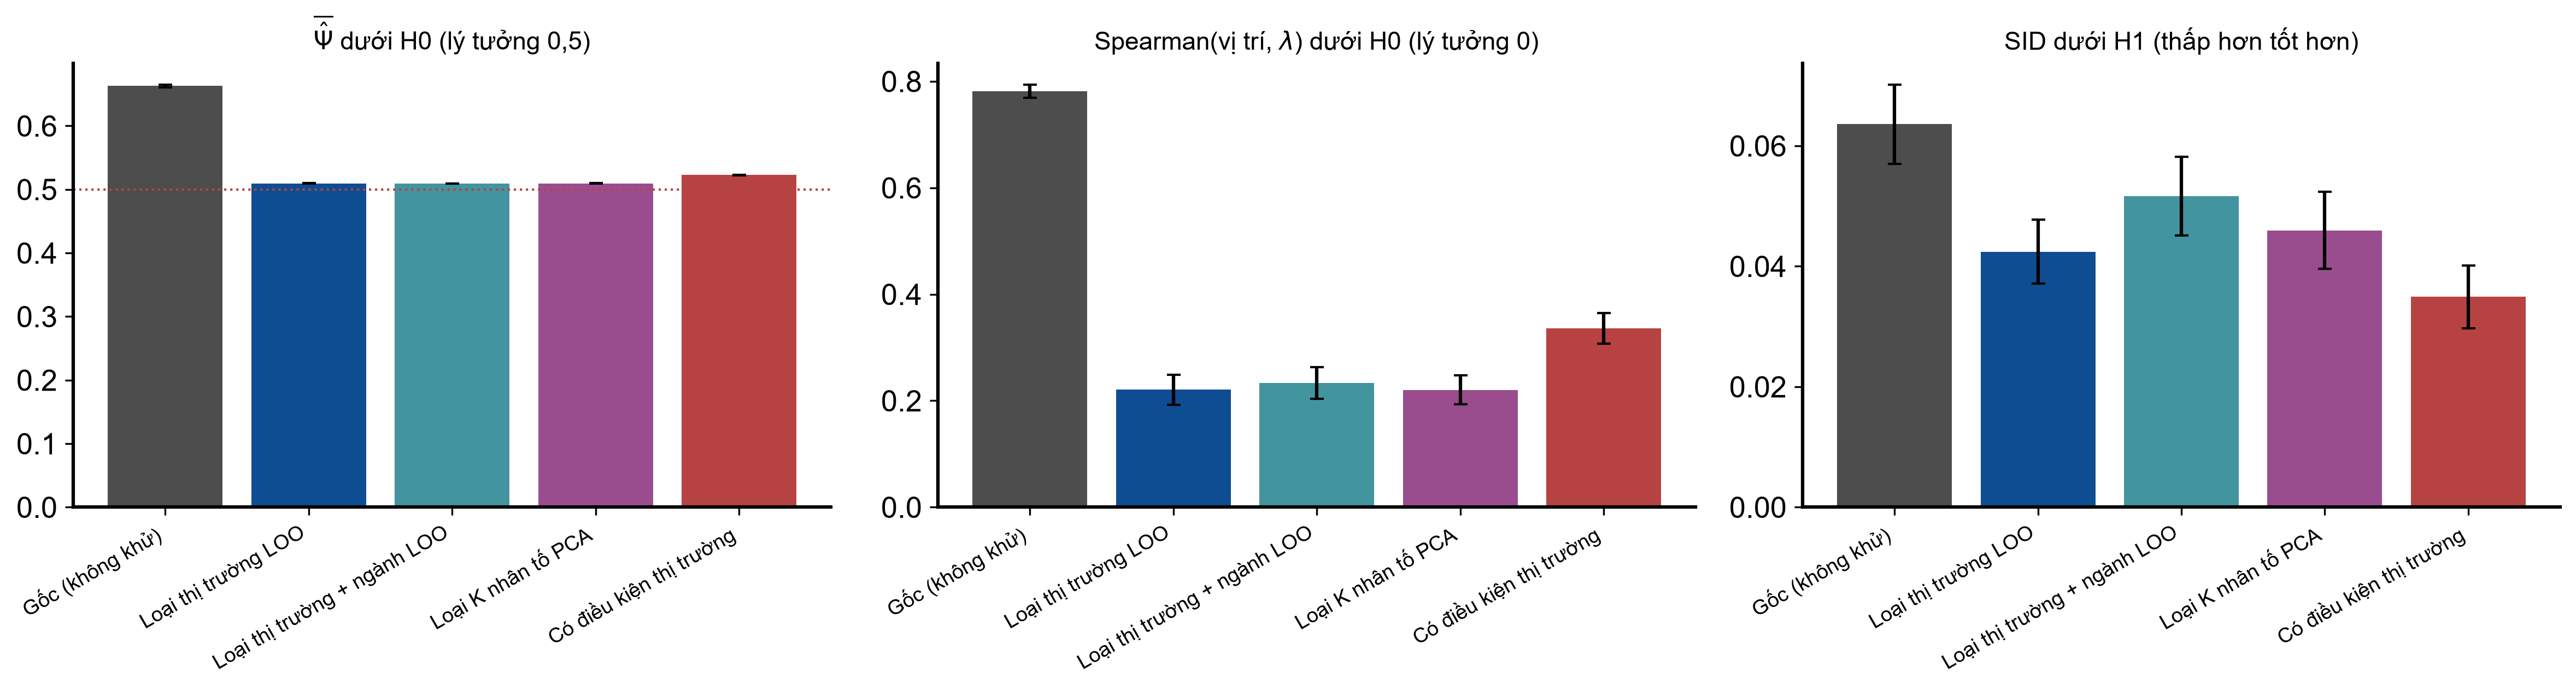 Ψ̂ dưới H0 (lý tưởng 0,5)
0.6
0.5
0.4
0.3
0.2
0.1
0.0
Gốc (không khử)
Loại thị trường LOO
Loại thị trường + ngành LOO
Loại K nhân tố PCA
Có điều kiện thị trường
Spearman(vị trí, λ) dưới H0 (lý tưởng 0)
0.8
0.6
0.4
0.2
0.0
Gốc (không khử)
Loại thị trường LOO
Loại thị trường + ngành LOO
Loại K nhân tố PCA
Có điều kiện thị trường
SID dưới H1 (thấp hơn tốt hơn)
0.06
0.04
0.02
0.00
Gốc (không khử)
Loại thị trường LOO
Loại thị trường + ngành LOO
Loại K nhân tố PCA
Có điều kiện thị trường